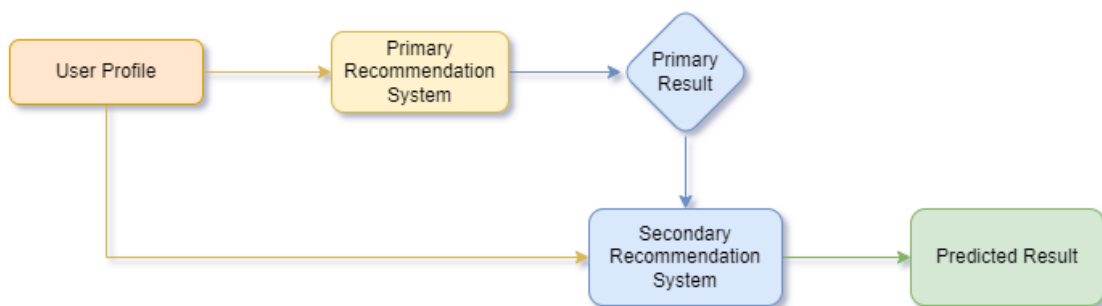 User Profile
Primary
Recommendation
System
Primary
Result
Secondary
Recommendation
System
Predicted Result